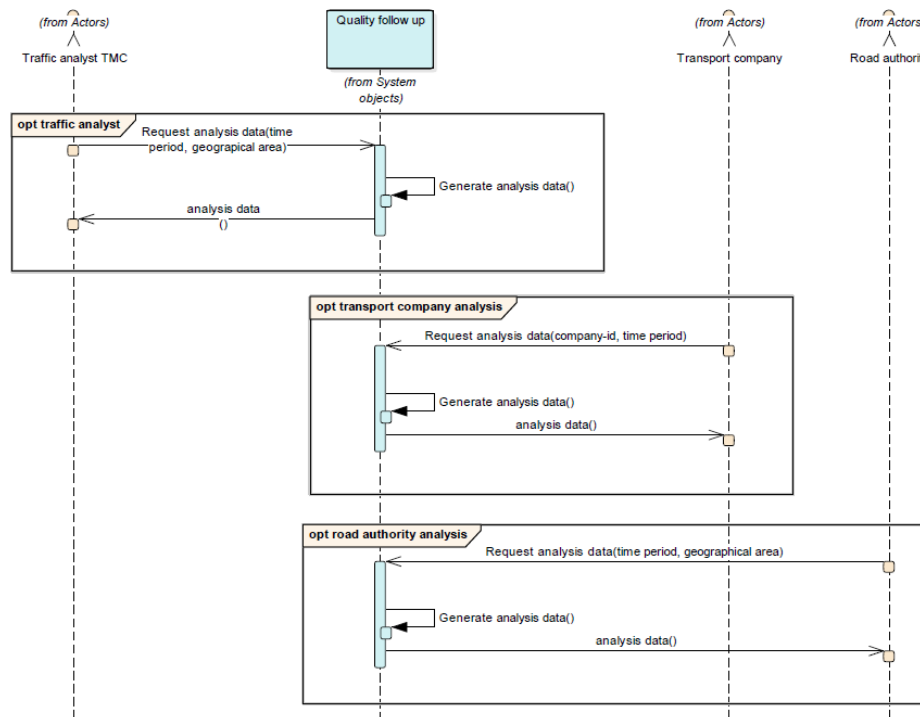 (from Actors)
Traffic analyst TMC
Quality follow up
(from System
objects)
(from Actors)
Transport company
(from Actors)
Road authorit
opt traffic analyst
Request analysis data(time
period, geograpical area)
Generate analysis data()
analysis data
()
opt transport company analysis
Request analysis data(company-id, time period)
Generate analysis data()
analysis data()
opt road authority analysis
Request analysis data(time period, geographical area)
Generate analysis data()
analysis data()